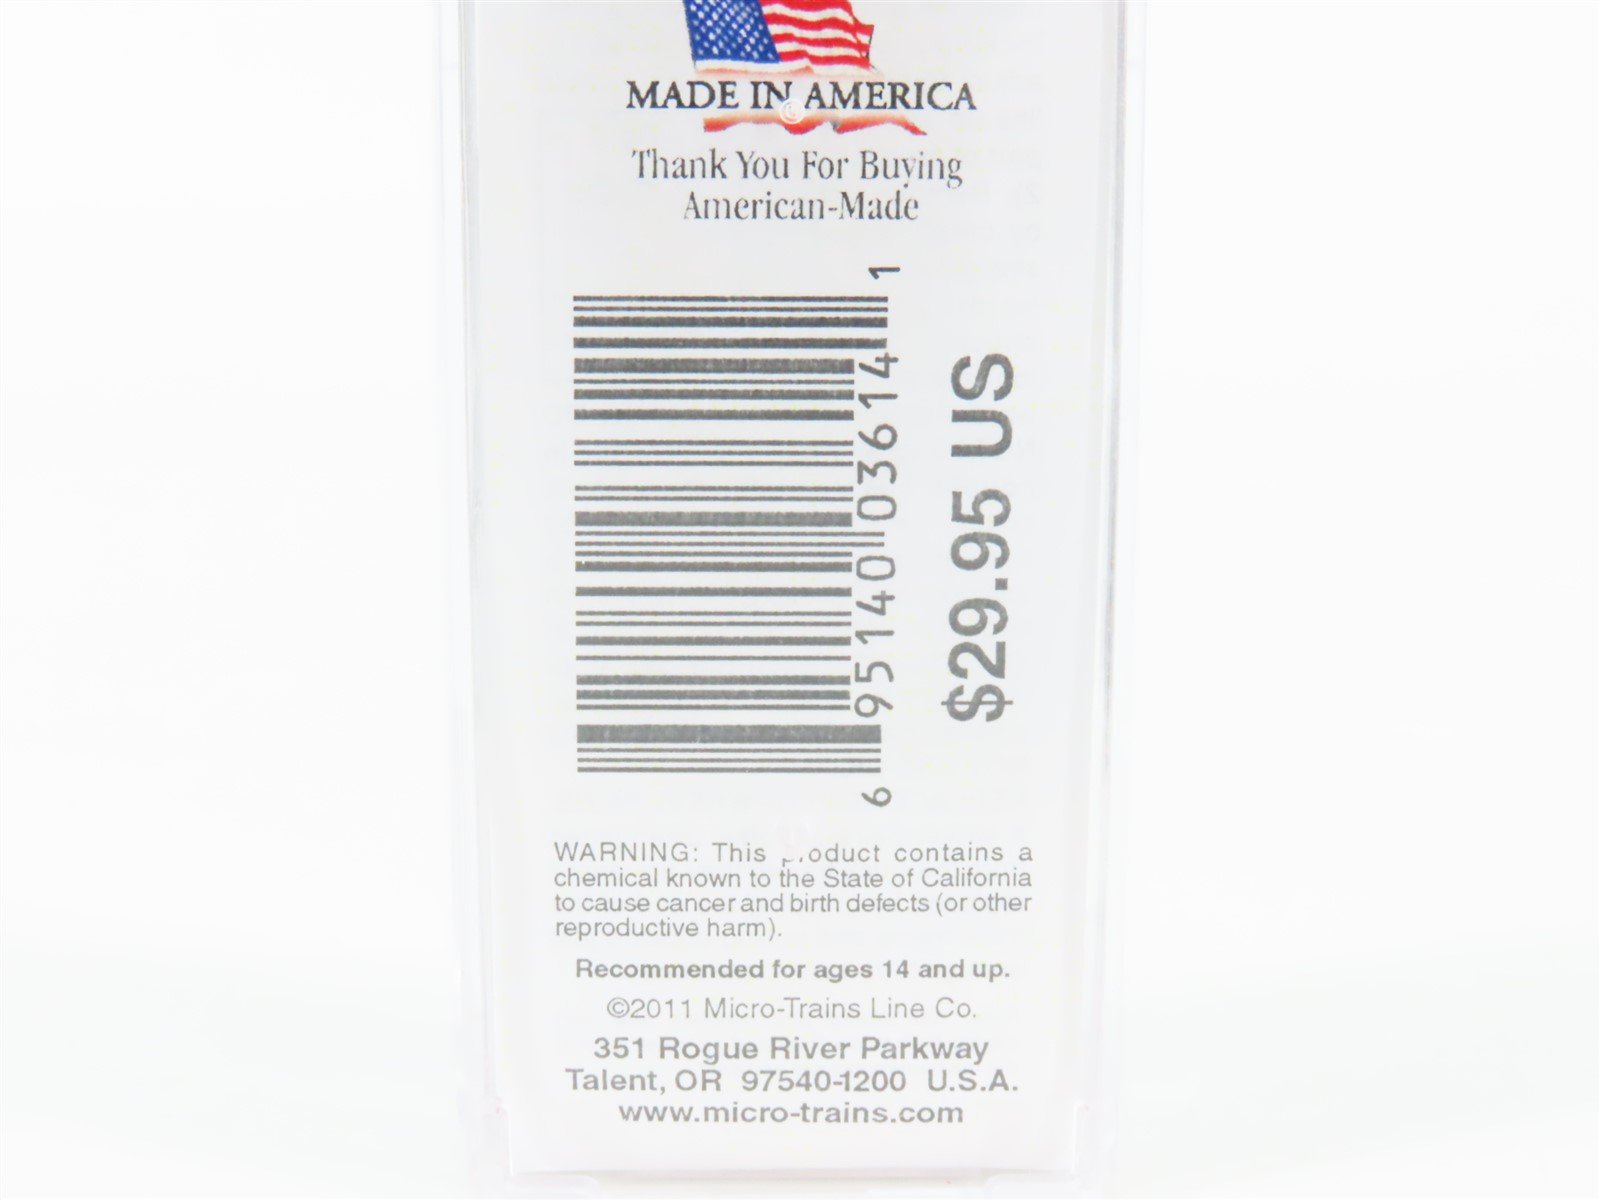 MADE IN AMERICA
Thank You For Buying
American-Made
6 95140 03614 1
$29.95 US
WARNING: This product contains a
chemical known to the State of California
to cause cancer and birth defects (or other
reproductive harm).
Recommended for ages 14 and up.
©2011 Micro-Trains Line Co.
351 Rogue River Parkway
Talent, OR 97540-1200 U.S.A.
www.micro-trains.com